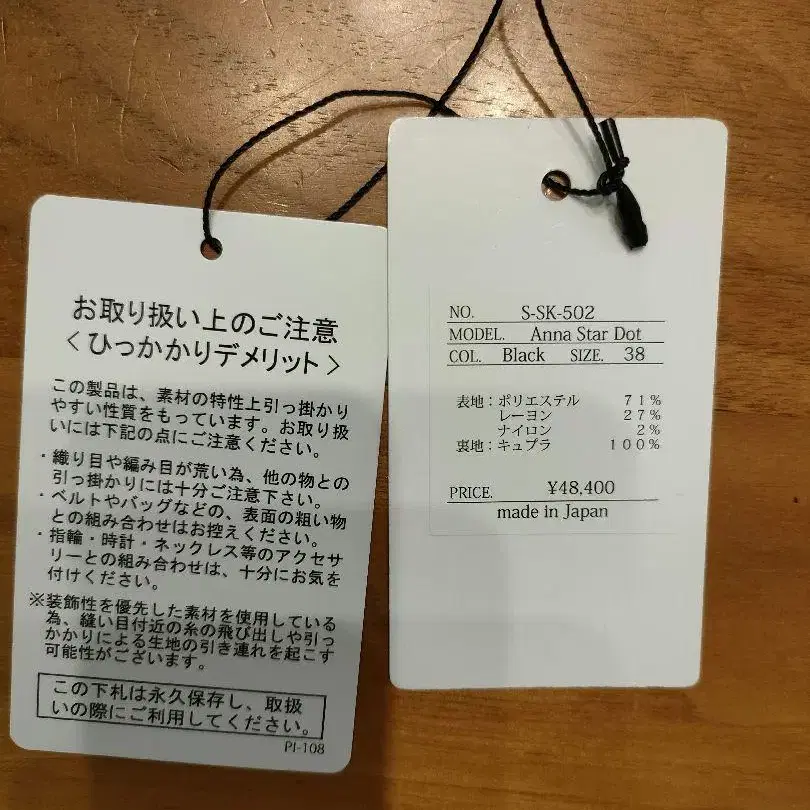 お取り扱い上のご注意
＜ひっかかりデメリット＞
この製品は、素材の特性上引っ掛かり
やすい性質をもっています。お取り扱
いには下記の点にご注意ください。
・織り目や編み目が荒い為、他の物との
引っ掛かりには十分ご注意下さい。
・ベルトやバッグなどの、表面の粗い物
との組み合わせはお控えください。
・指輪・時計・ネックレス等のアクセサ
リーとの組み合わせは、十分にお気を
付けください。
※装飾性を優先した素材を使用している
為、縫い目付近の糸の飛び出しや引っ
かかりによる生地の引き連れを起こす
可能性がございます。
この下札は永久保存し、取扱
いの際にご利用してください。
PI-108
NO. S-SK-502
MODEL. Anna Star Dot
COL. Black SIZE. 38
表地：ポリエステル 71%
レーヨン 27%
ナイロン 2%
裏地：キュプラ 100%
PRICE. ¥48,400
made in Japan